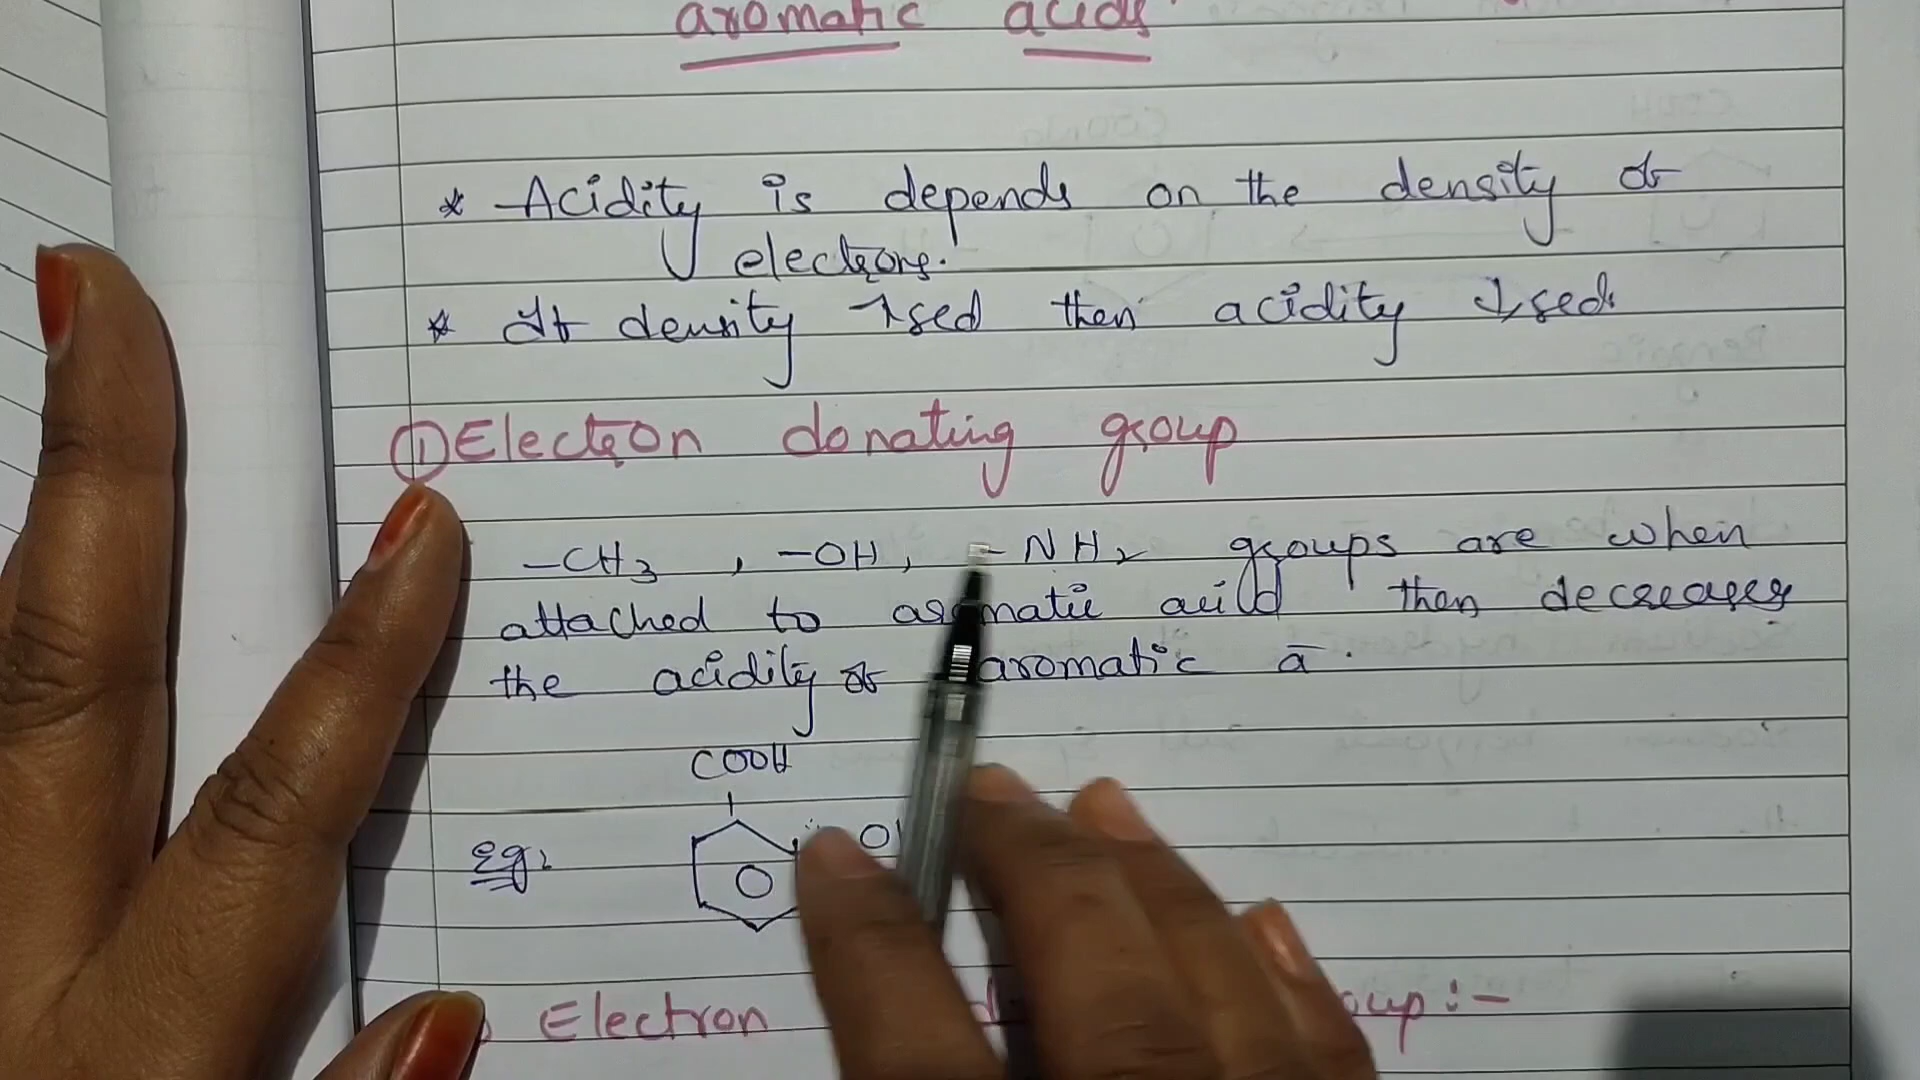 aromatic acids
* Acidity is depends on the density of
electrons.
* If density ↑sed then acidity ↓sed.
① Electron donating group
-CH3 , -OH, -NH2 groups are when
attached to aromatic acid then decreases
the acidity of aromatic a̅.
COOH
Eg:
Electron